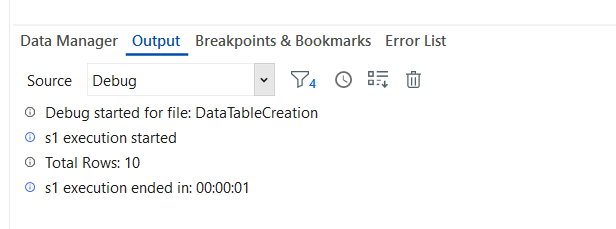 Data Manager Output Breakpoints & Bookmarks Error List
Source Debug 4
Debug started for file: DataTableCreation
s1 execution started
Total Rows: 10
s1 execution ended in: 00:00:01